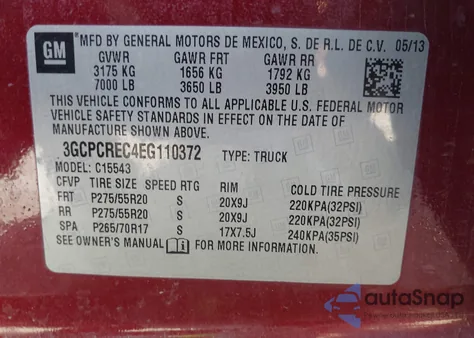 GM
MFD BY GENERAL MOTORS DE MEXICO, S. DE R.L. DE C.V. 05/13
GVWR GAWR FRT GAWR RR
3175 KG 1656 KG 1792 KG
7000 LB 3650 LB 3950 LB
THIS VEHICLE CONFORMS TO ALL APPLICABLE U.S. FEDERAL MOTOR
VEHICLE SAFETY STANDARDS IN EFFECT ON THE DATE OF
MANUFACTURE SHOWN ABOVE.
3GCPCREC4EG110372 TYPE: TRUCK
MODEL: C15543
CFVP TIRE SIZE SPEED RTG RIM COLD TIRE PRESSURE
FRT P275/55R20 S 20X9J 220KPA(32PSI)
RR P275/55R20 S 20X9J 220KPA(32PSI)
SPA P265/70R17 S 17X7.5J 240KPA(35PSI)
SEE OWNER'S MANUAL FOR MORE INFORMATION.
autoSnap